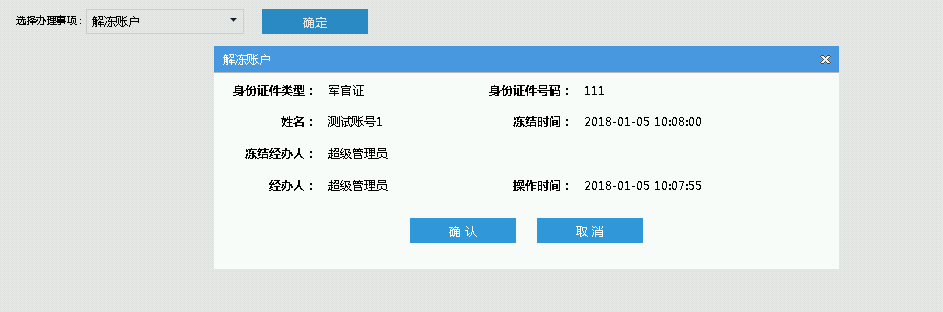 选择办理事项： 解冻账户 确定
解冻账户
身份证件类型： 军官证 身份证件号码： 111
姓名： 测试账号1 冻结时间： 2018-01-05 10:08:00
冻结经办人： 超级管理员
经办人： 超级管理员 操作时间： 2018-01-05 10:07:55
确 认 取 消